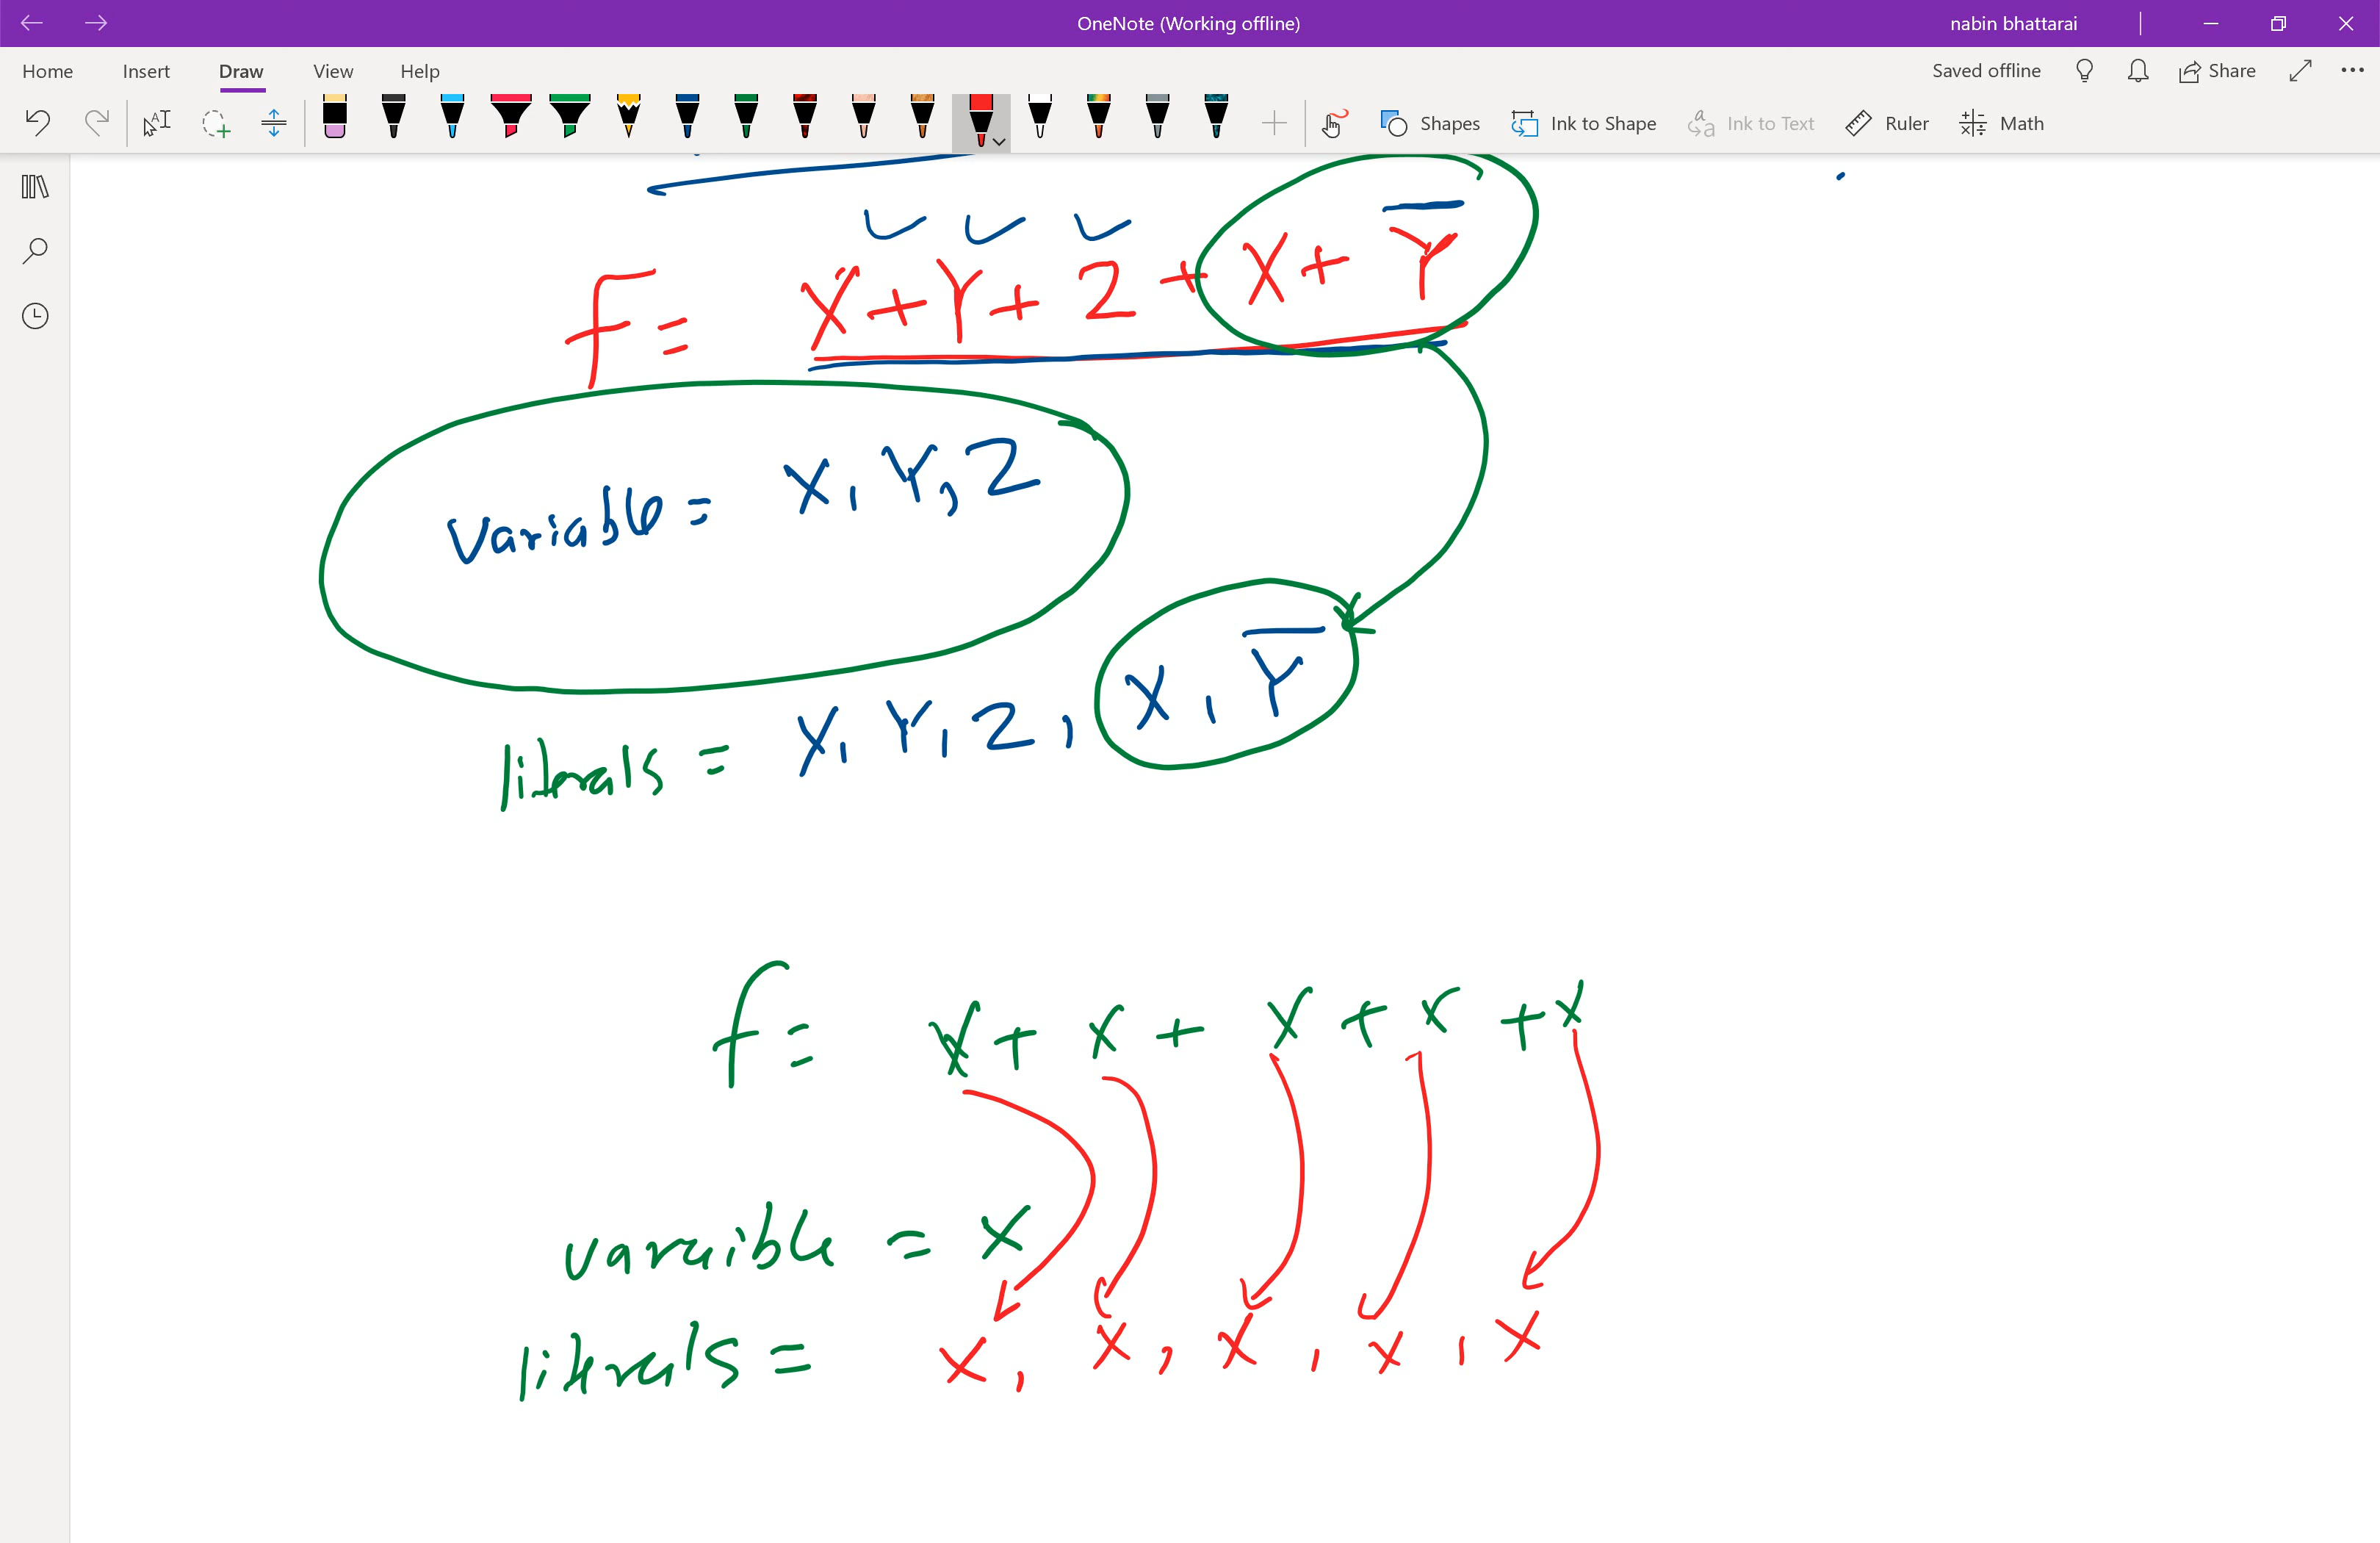 OneNote (Working offline) nabin bhattarai
Home Insert Draw View Help Saved offline Share
Shapes Ink to Shape Ink to Text Ruler Math
f = X+Y+Z+X+Y̅
Variable = X, Y, Z
literals = X, Y, Z, X, Y̅
f = x + x + x + x + x
varaible = x
literals = x, x, x, x, x